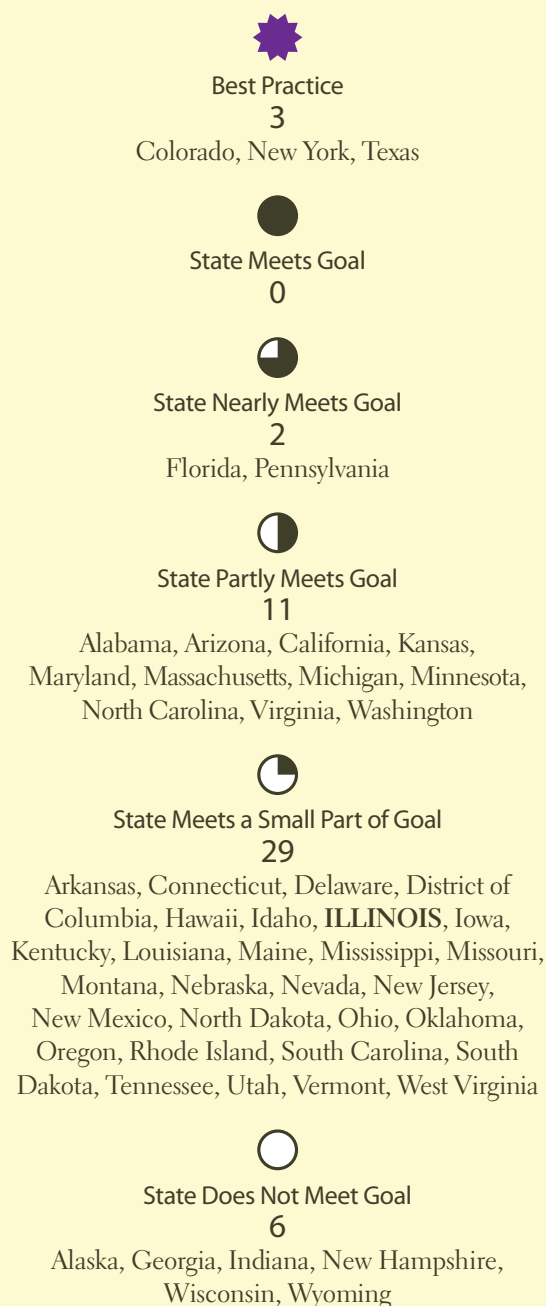 Best Practice
3
Colorado, New York, Texas
State Meets Goal
0
State Nearly Meets Goal
2
Florida, Pennsylvania
State Partly Meets Goal
11
Alabama, Arizona, California, Kansas,
Maryland, Massachusetts, Michigan, Minnesota,
North Carolina, Virginia, Washington
State Meets a Small Part of Goal
29
Arkansas, Connecticut, Delaware, District of
Columbia, Hawaii, Idaho, ILLINOIS, Iowa,
Kentucky, Louisiana, Maine, Mississippi, Missouri,
Montana, Nebraska, Nevada, New Jersey,
New Mexico, North Dakota, Ohio, Oklahoma,
Oregon, Rhode Island, South Carolina, South
Dakota, Tennessee, Utah, Vermont, West Virginia
State Does Not Meet Goal
6
Alaska, Georgia, Indiana, New Hampshire,
Wisconsin, Wyoming